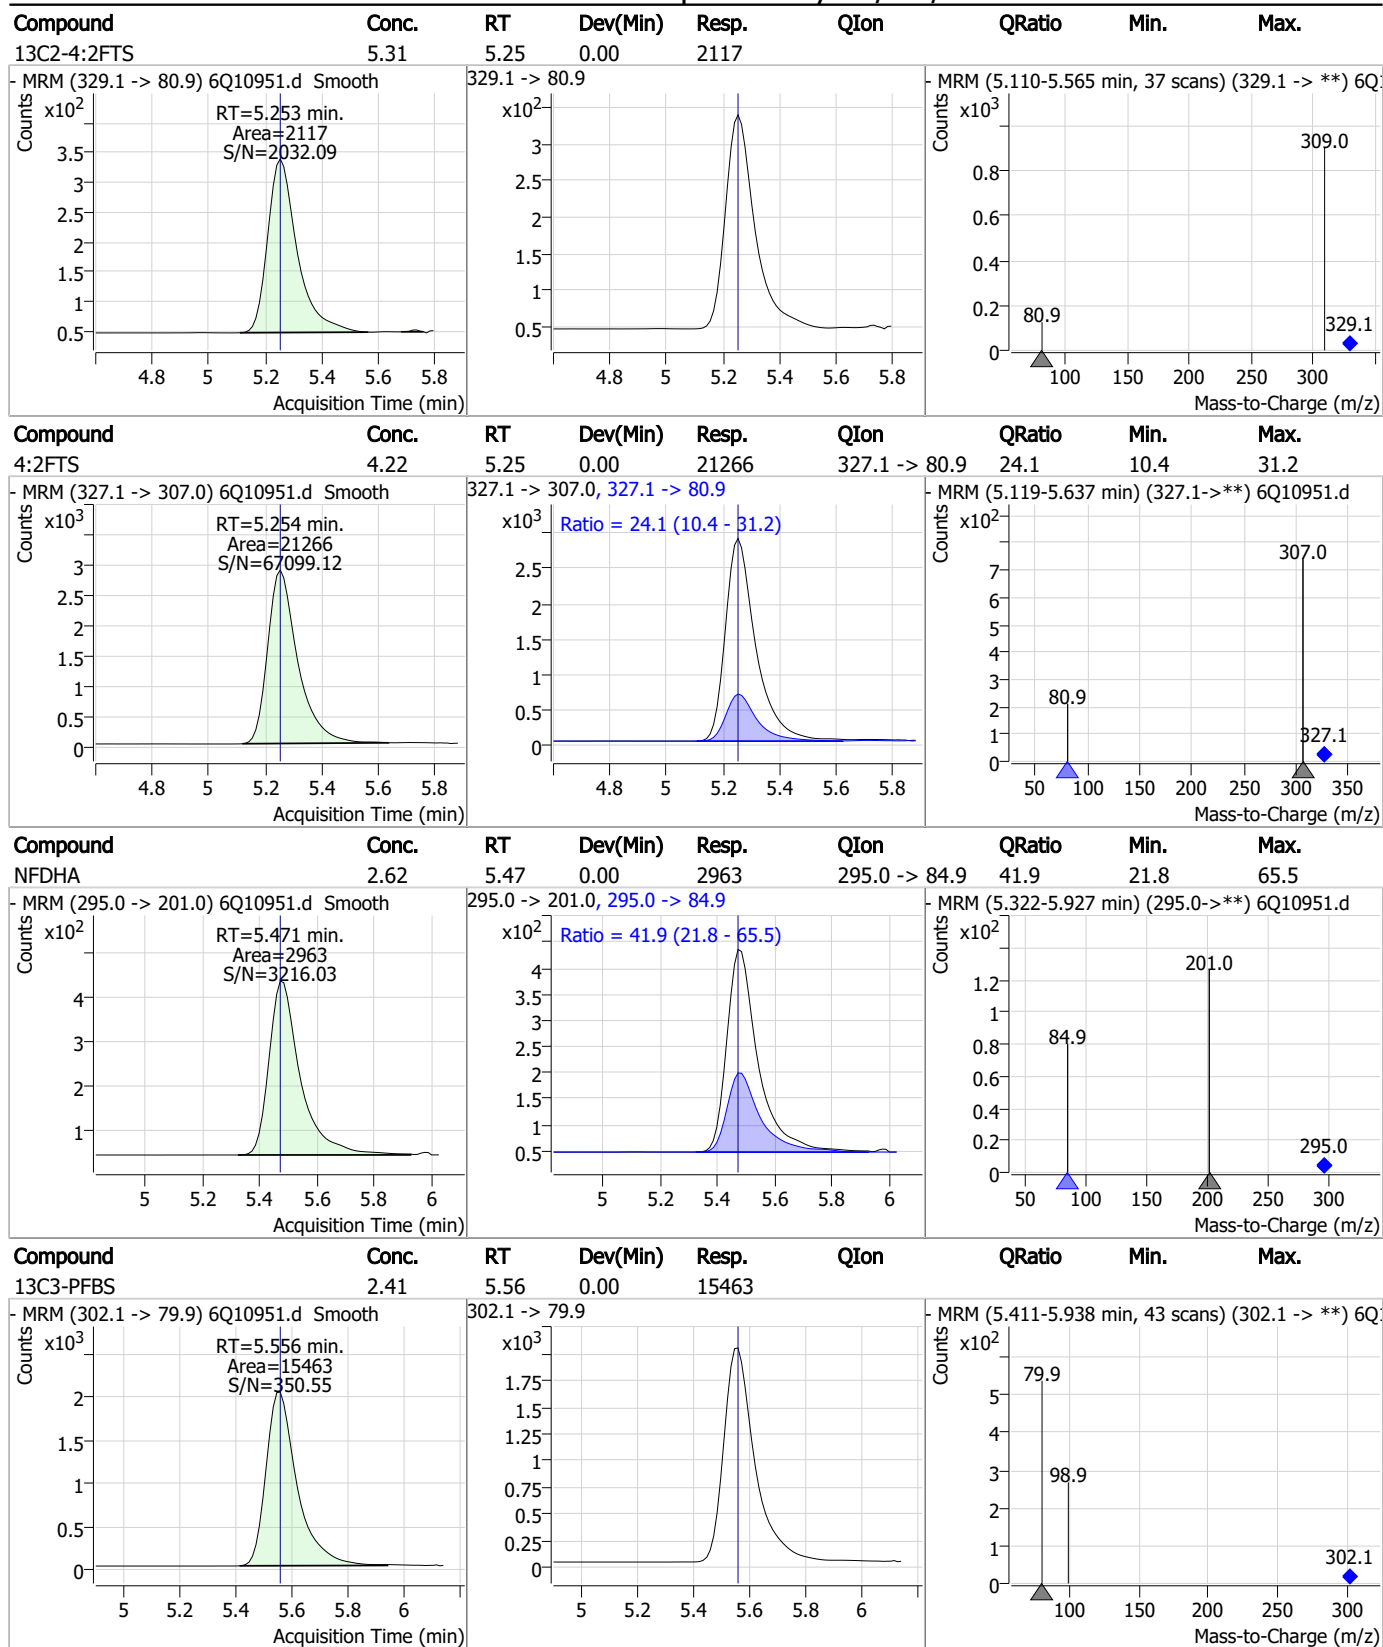 Compound Conc. RT Dev(Min) Resp. QIon QRatio Min. Max.
13C2-4:2FTS 5.31 5.25 0.00 2117
- MRM (329.1 -> 80.9) 6Q10951.d Smooth
329.1 -> 80.9
- MRM (5.110-5.565 min, 37 scans) (329.1 -> **) 6Q
Counts
x10²
RT=5.253 min.
Area=2117
S/N=2032.09
3.5
3
2.5
2
1.5
1
0.5
4.8 5 5.2 5.4 5.6 5.8
Acquisition Time (min)
x10²
3
2.5
2
1.5
1
0.5
4.8 5 5.2 5.4 5.6 5.8
Counts
x10³
309.0
0.8
0.6
0.4
0.2
0
80.9
329.1
100 150 200 250 300
Mass-to-Charge (m/z)
Compound Conc. RT Dev(Min) Resp. QIon QRatio Min. Max.
4:2FTS 4.22 5.25 0.00 21266 327.1 -> 80.9 24.1 10.4 31.2
- MRM (327.1 -> 307.0) 6Q10951.d Smooth
327.1 -> 307.0, 327.1 -> 80.9
- MRM (5.119-5.637 min) (327.1->**) 6Q10951.d
Counts
x10³
RT=5.254 min.
Area=21266
S/N=67099.12
3
2.5
2
1.5
1
0.5
0
4.8 5 5.2 5.4 5.6 5.8
Acquisition Time (min)
x10³
Ratio = 24.1 (10.4 - 31.2)
2.5
2
1.5
1
0.5
0
4.8 5 5.2 5.4 5.6 5.8
Counts
x10²
307.0
7
6
5
4
3
2
1
0
80.9
327.1
50 100 150 200 250 300 350
Mass-to-Charge (m/z)
Compound Conc. RT Dev(Min) Resp. QIon QRatio Min. Max.
NFDHA 2.62 5.47 0.00 2963 295.0 -> 84.9 41.9 21.8 65.5
- MRM (295.0 -> 201.0) 6Q10951.d Smooth
295.0 -> 201.0, 295.0 -> 84.9
- MRM (5.322-5.927 min) (295.0->**) 6Q10951.d
Counts
x10²
RT=5.471 min.
Area=2963
S/N=3216.03
4
3
2
1
5 5.2 5.4 5.6 5.8 6
Acquisition Time (min)
x10²
Ratio = 41.9 (21.8 - 65.5)
4
3.5
3
2.5
2
1.5
1
0.5
5 5.2 5.4 5.6 5.8 6
Counts
x10²
201.0
1.2
1
0.8
0.6
0.4
0.2
0
84.9
295.0
50 100 150 200 250 300
Mass-to-Charge (m/z)
Compound Conc. RT Dev(Min) Resp. QIon QRatio Min. Max.
13C3-PFBS 2.41 5.56 0.00 15463
- MRM (302.1 -> 79.9) 6Q10951.d Smooth
302.1 -> 79.9
- MRM (5.411-5.938 min, 43 scans) (302.1 -> **) 6Q
Counts
x10³
RT=5.556 min.
Area=15463
S/N=350.55
2
1.5
1
0.5
0
5 5.2 5.4 5.6 5.8 6
Acquisition Time (min)
x10³
1.75
1.5
1.25
1
0.75
0.5
0.25
0
5 5.2 5.4 5.6 5.8 6
Counts
x10²
79.9
5
4
3
2
1
0
98.9
302.1
100 150 200 250 300
Mass-to-Charge (m/z)